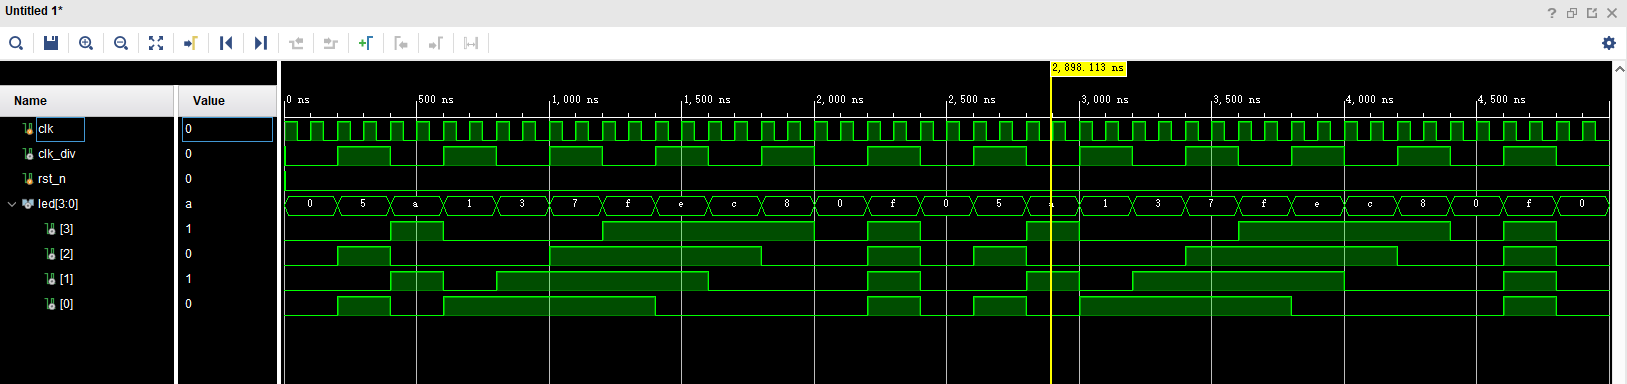 Untitled 1*
2,898.113 ns
Name Value
0 ns 500 ns 1,000 ns 1,500 ns 2,000 ns 2,500 ns 3,000 ns 3,500 ns 4,000 ns 4,500 ns
clk 0
clk_div 0
rst_n 0
led[3:0] a 0 5 a 1 3 7 f e c 8 0 f 0 5 a 1 3 7 f e c 8 0 f 0
[3] 1
[2] 0
[1] 1
[0] 0